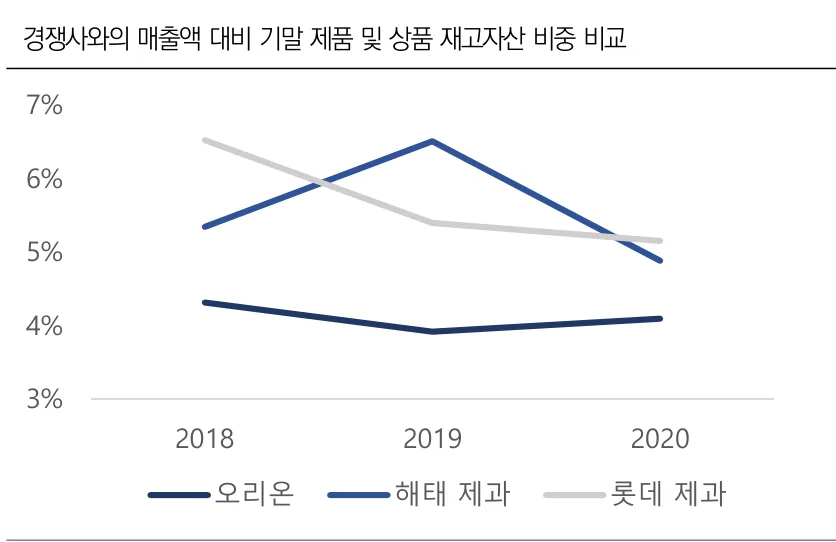 경쟁사와의 매출액 대비 기말 제품 및 상품 재고자산 비중 비교
7%
6%
5%
4%
3%
2018 2019 2020
오리온 해태 제과 롯데 제과